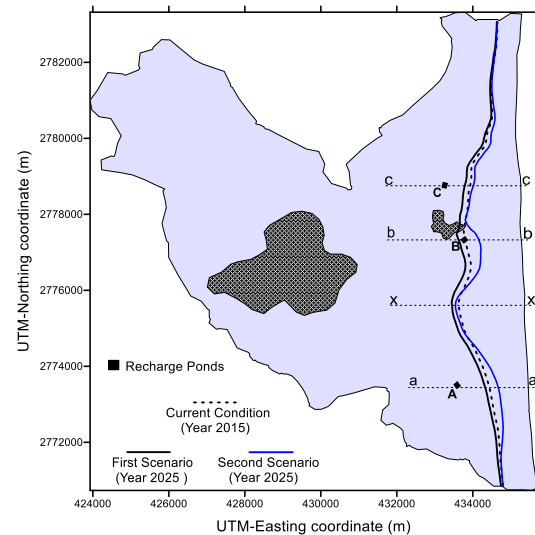 2782000
2780000
c c
C
2778000
b b
B
2776000
x x
2774000
Recharge Ponds
a a
A
Current Condition
(Year 2015)
2772000
First Scenario
(Year 2025 )
Second Scenario
(Year 2025)
424000 426000 428000 430000 432000 434000
UTM-Easting coordinate (m)
UTM-Northing coordinate (m)